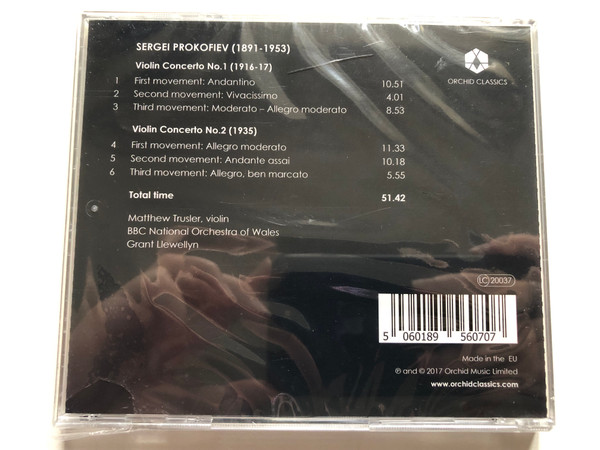 SERGEI PROKOFIEV (1891-1953)
ORCHID CLASSICS
Violin Concerto No.1 (1916-17)
1 First movement: Andantino 10.51
2 Second movement: Vivacissimo 4.01
3 Third movement: Moderato – Allegro moderato 8.53
Violin Concerto No.2 (1935)
4 First movement: Allegro moderato 11.33
5 Second movement: Andante assai 10.18
6 Third movement: Allegro, ben marcato 5.55
Total time 51.42
Matthew Trusler, violin
BBC National Orchestra of Wales
Grant Llewellyn
LC 20037
5 060189 560707
Made in the EU
℗ and © 2017 Orchid Music Limited
www.orchidclassics.com